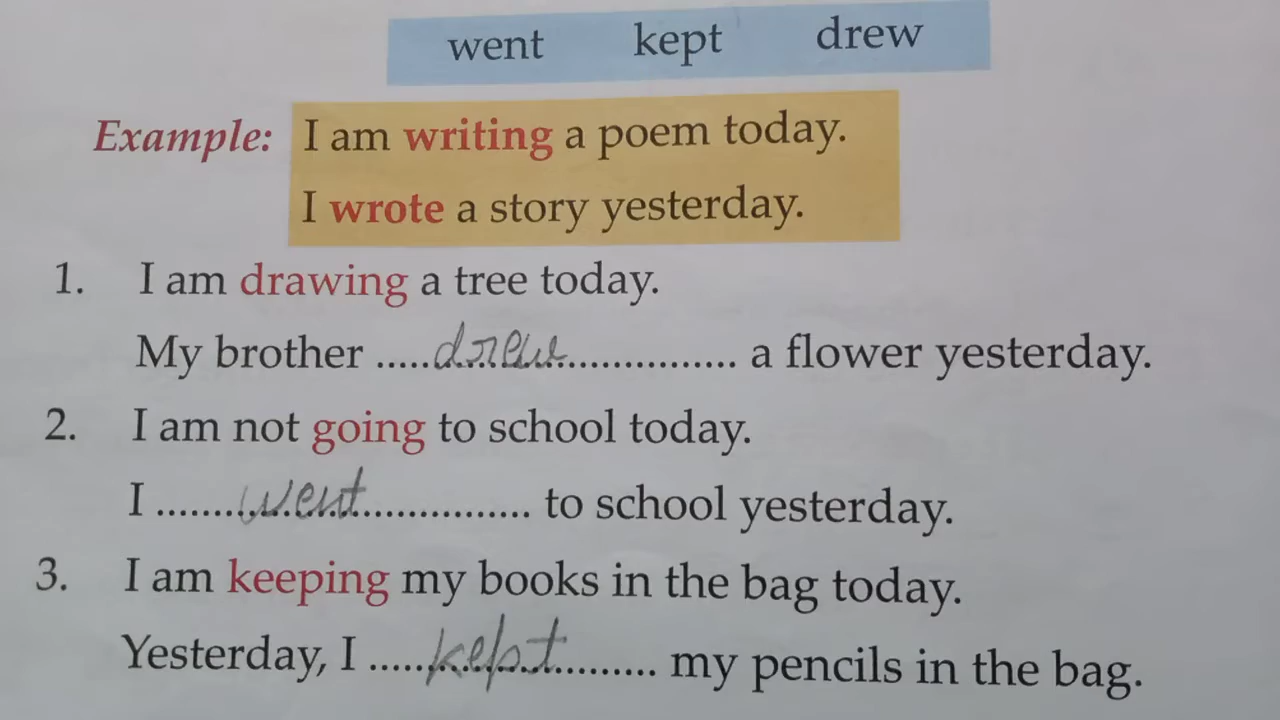 went kept drew
Example: I am writing a poem today.
I wrote a story yesterday.
1. I am drawing a tree today.
My brother .....drew................. a flower yesterday.
2. I am not going to school today.
I .......went................. to school yesterday.
3. I am keeping my books in the bag today.
Yesterday, I .....kept............ my pencils in the bag.